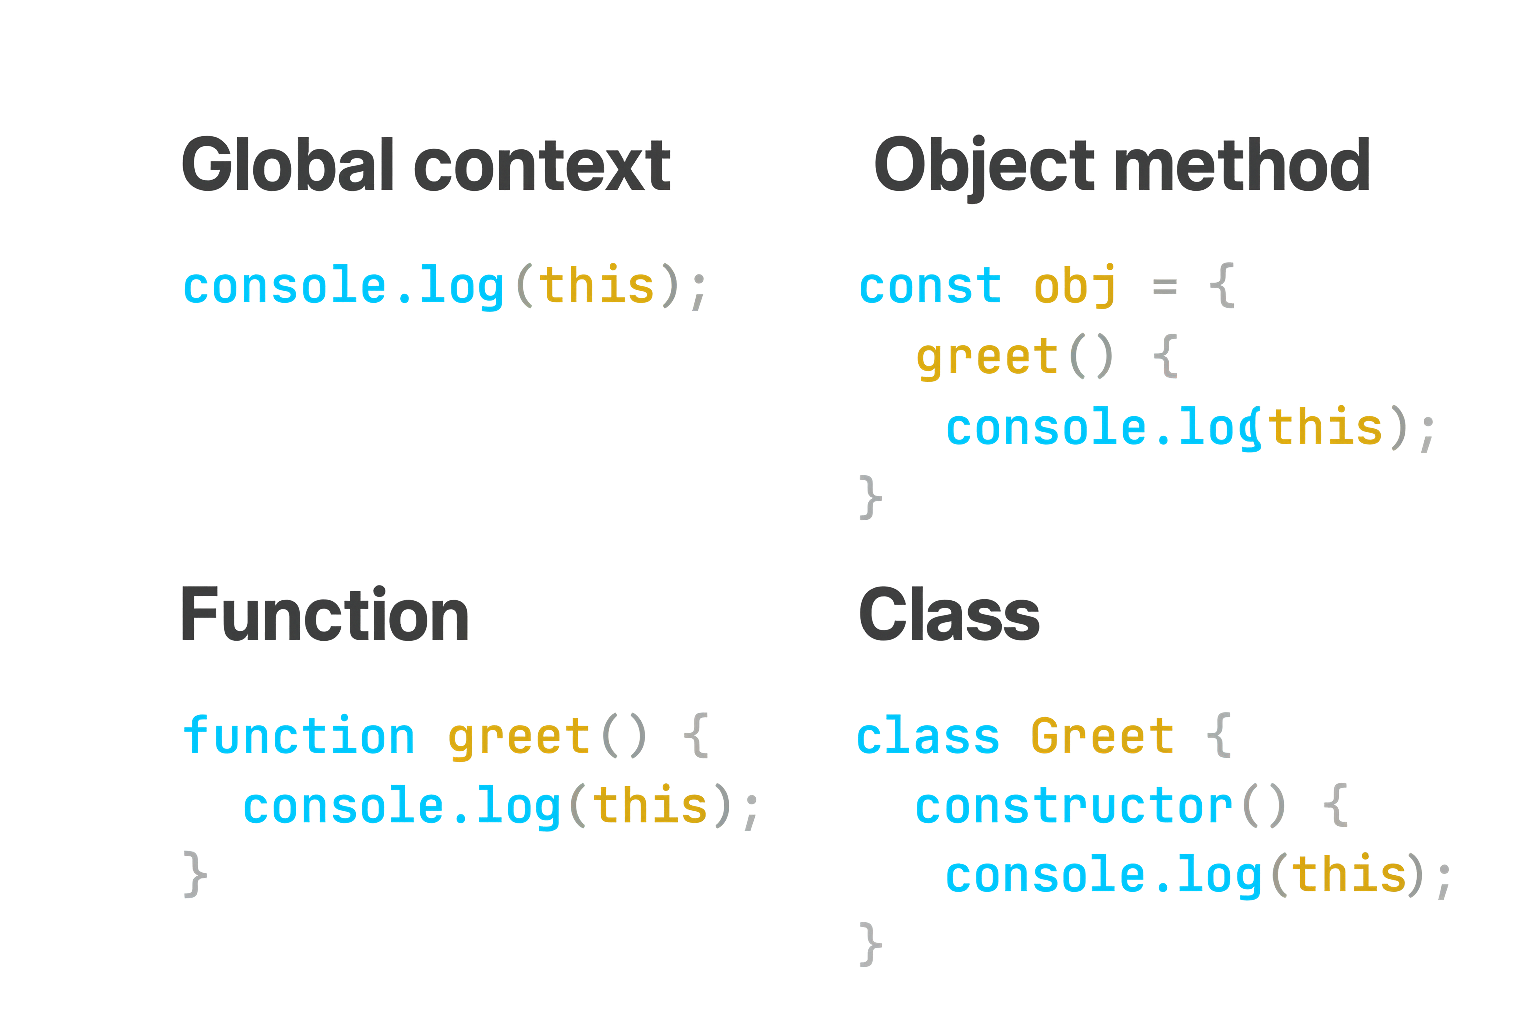 Global context
console.log(this);
Object method
const obj = {
  greet() {
    console.log(this);
}
Function
function greet() {
  console.log(this);
}
Class
class Greet {
  constructor() {
    console.log(this);
}